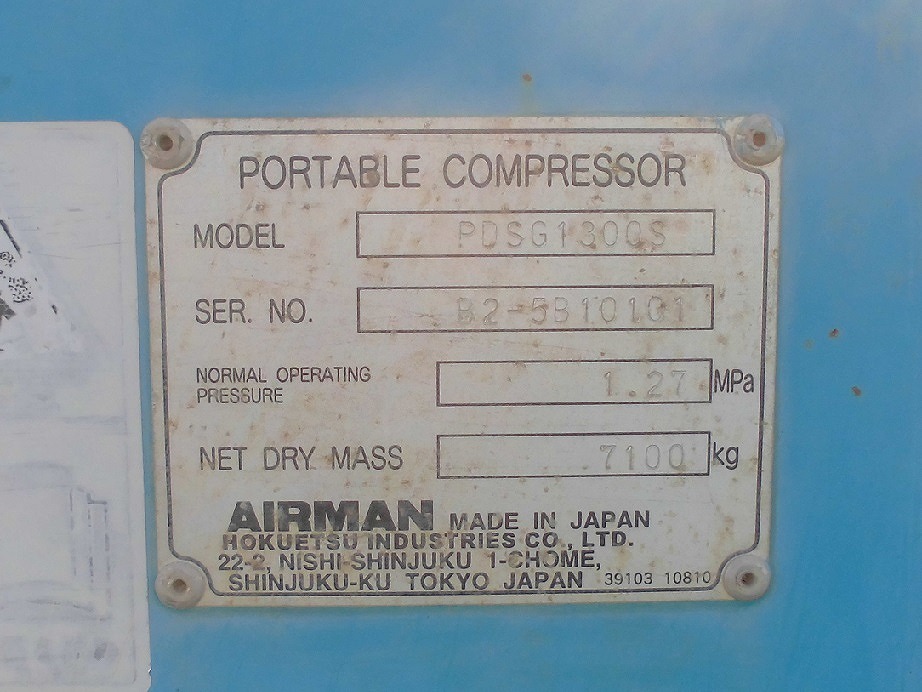 PORTABLE COMPRESSOR
MODEL PDSG1300S
SER. NO. B2-5B10101
NORMAL OPERATING PRESSURE 1.27 MPa
NET DRY MASS 7100 kg
AIRMAN MADE IN JAPAN
HOKUETSU INDUSTRIES CO., LTD.
22-2, NISHI-SHINJUKU 1-CHOME,
SHINJUKU-KU TOKYO JAPAN 39103 10810